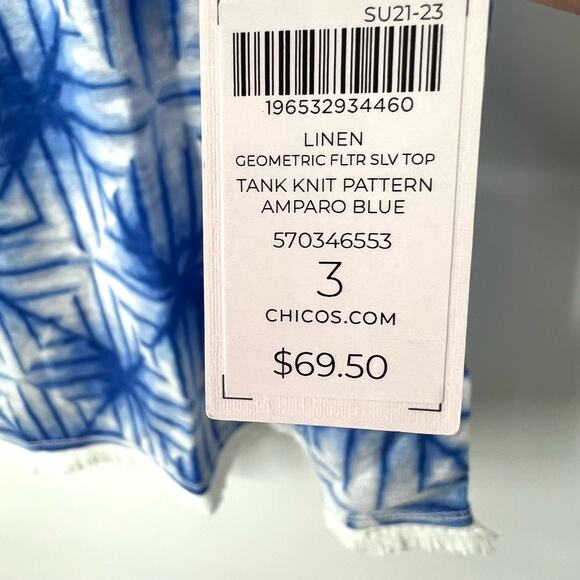 SU21-23
196532934460
LINEN
GEOMETRIC FLTR SLV TOP
TANK KNIT PATTERN
AMPARO BLUE
570346553
3
CHICOS.COM
$69.50